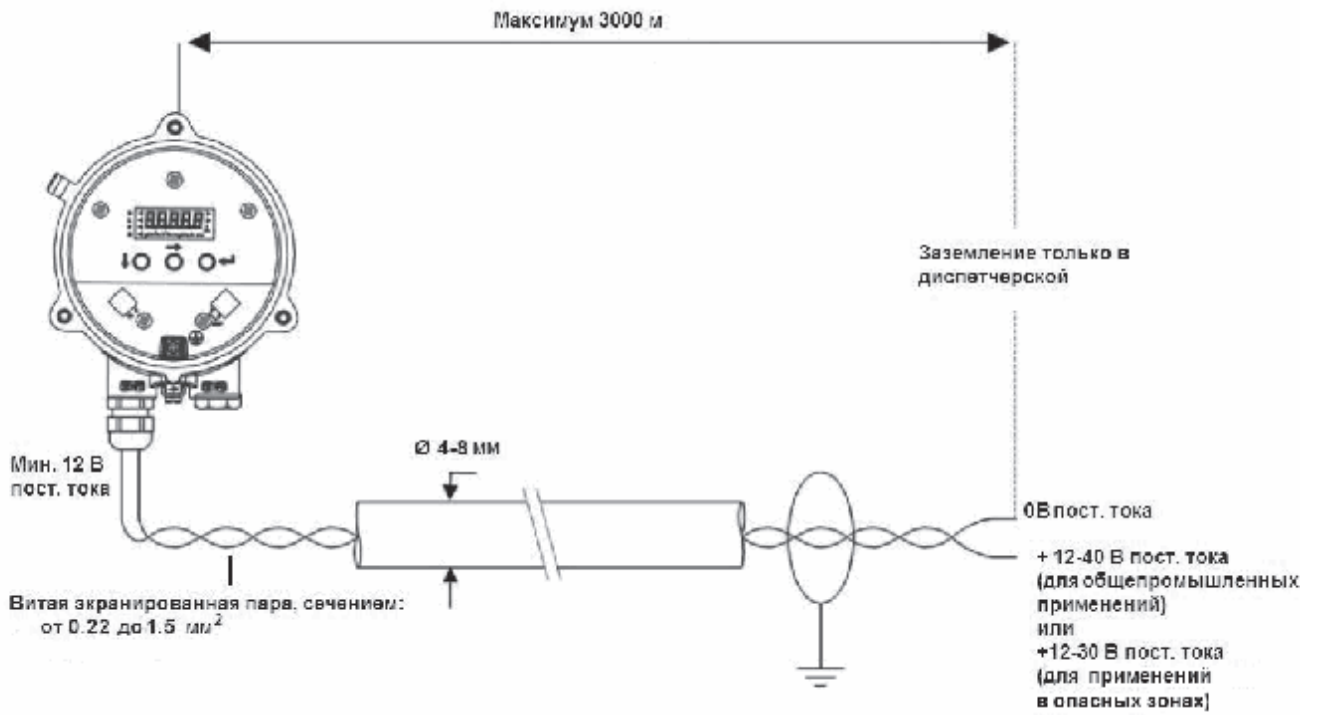 Максимум 3000 м
Заземление только в
диспетчерской
Ø 4-8 мм
Мин. 12 В
пост. тока
0В пост. тока
+ 12-40 В пост. тока
(для общепромышленных
применений)
или
+12-30 В пост. тока
(для применений
в опасных зонах)
Витая экранированная пара, сечением:
от 0.22 до 1.5 мм²